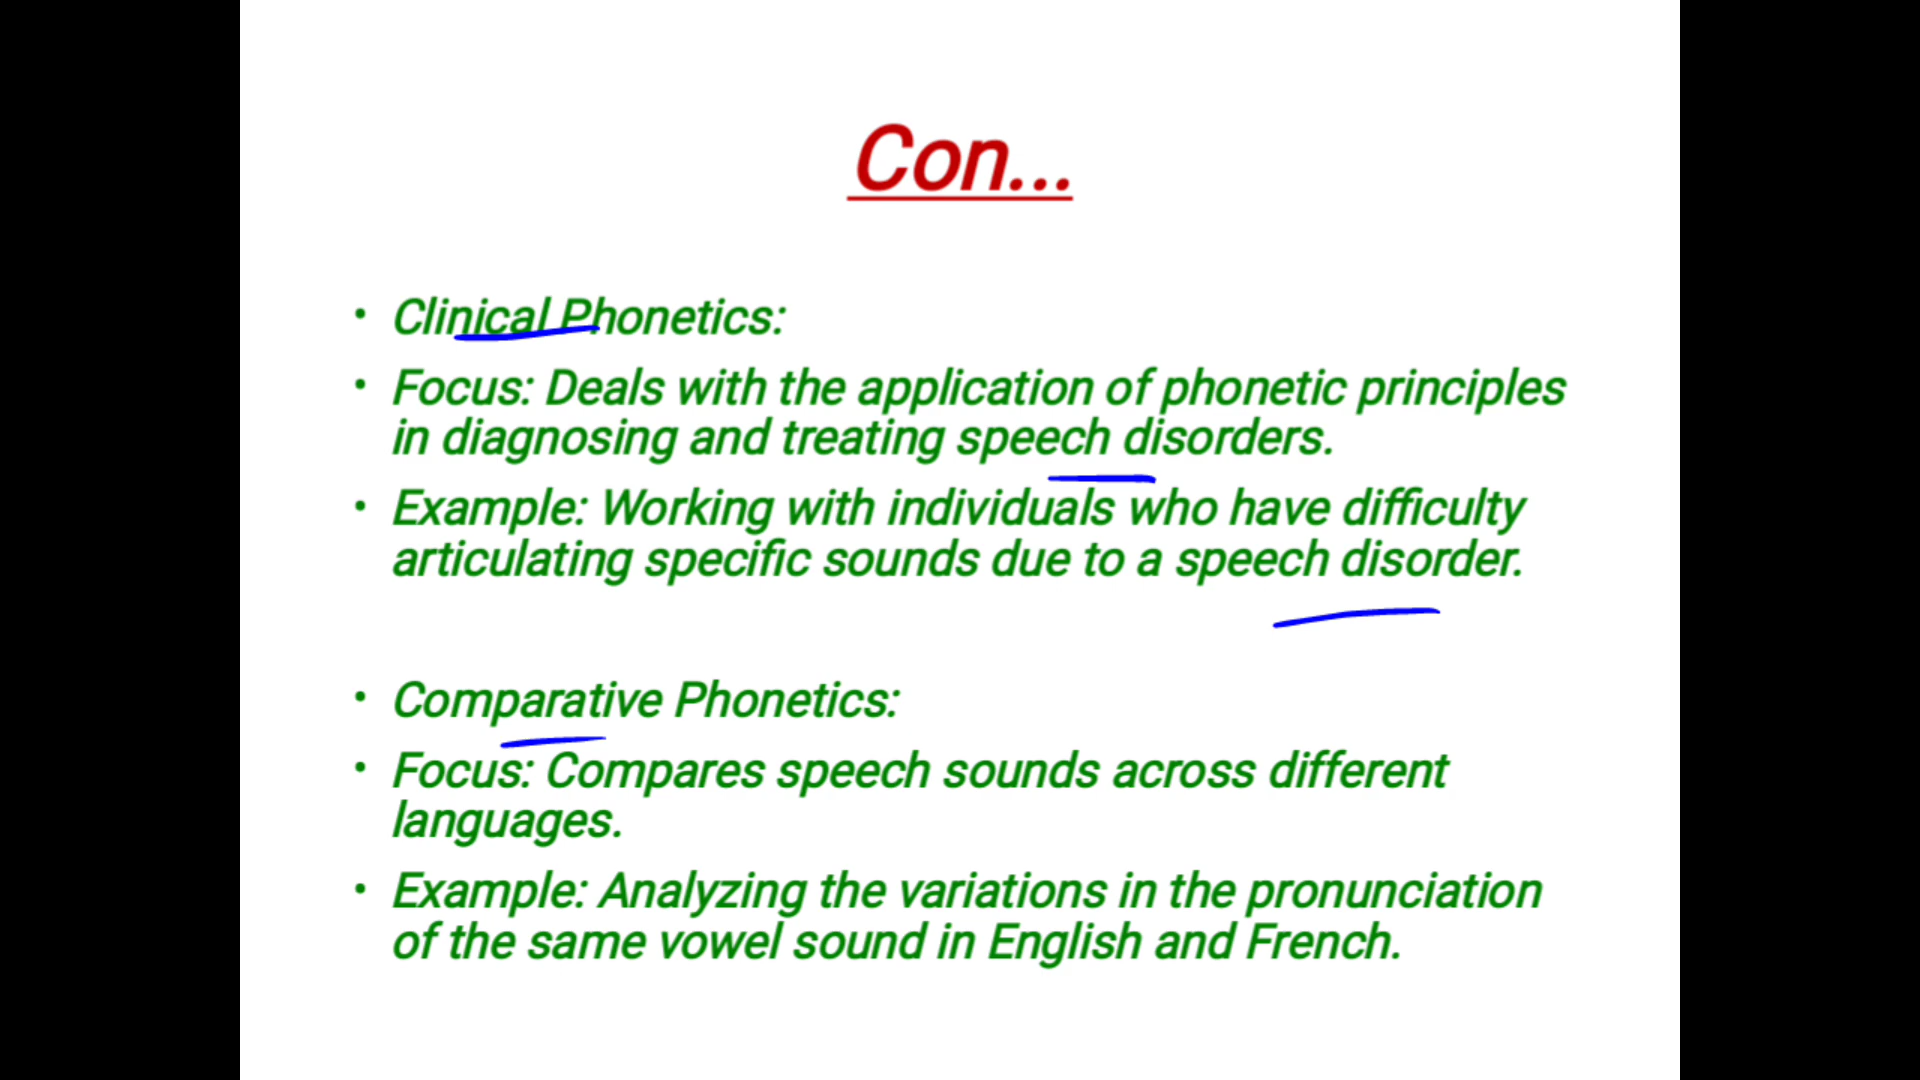 Con...
• Clinical Phonetics:
• Focus: Deals with the application of phonetic principles
in diagnosing and treating speech disorders.
• Example: Working with individuals who have difficulty
articulating specific sounds due to a speech disorder.
• Comparative Phonetics:
• Focus: Compares speech sounds across different
languages.
• Example: Analyzing the variations in the pronunciation
of the same vowel sound in English and French.